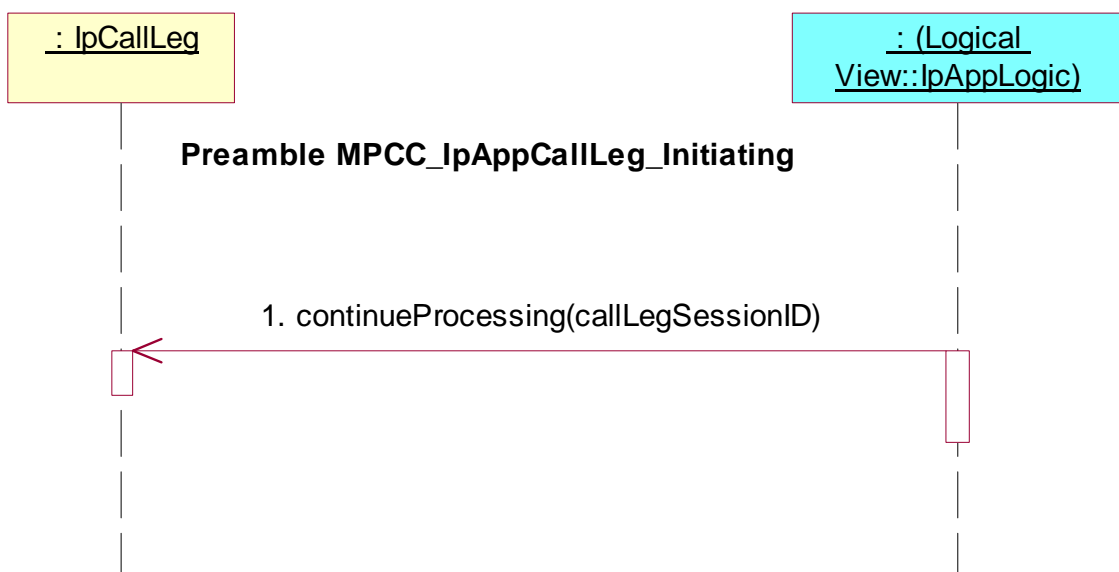 : IpCallLeg
: (Logical
View::IpAppLogic)
Preamble MPCC_IpAppCallLeg_Initiating
1. continueProcessing(callLegSessionID)